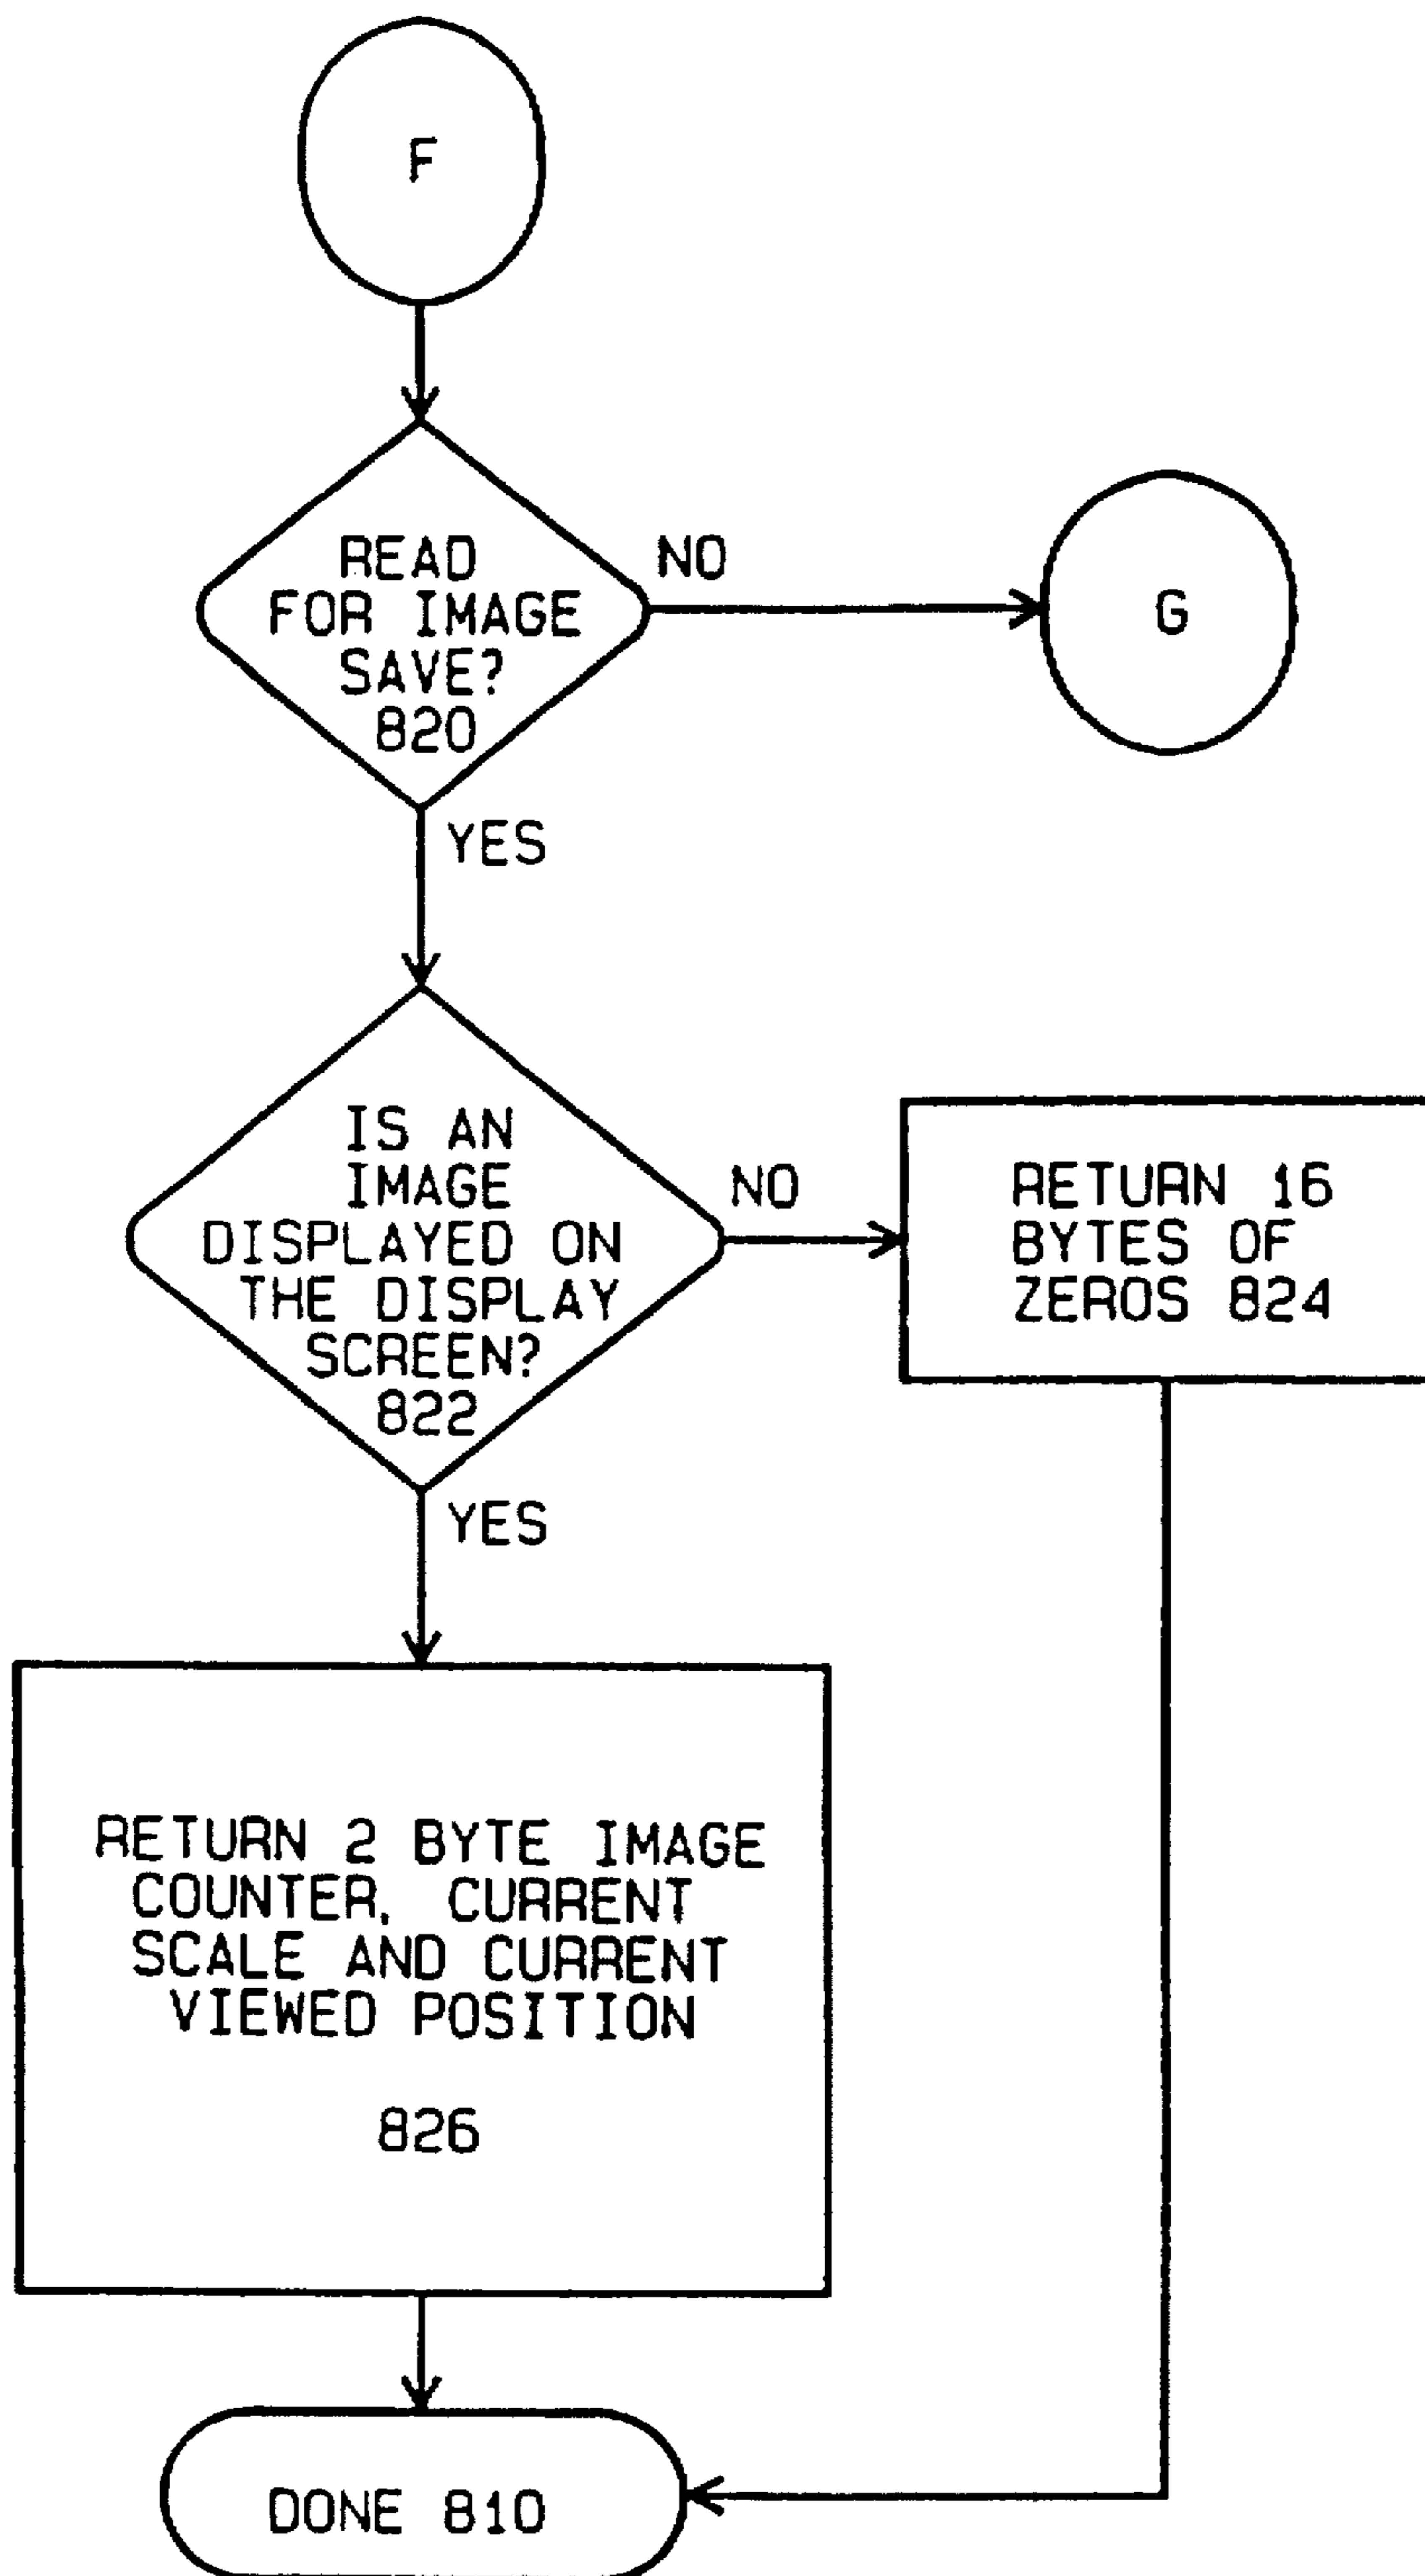 F
READ
FOR IMAGE
SAVE?
820
NO
G
YES
IS AN
IMAGE
DISPLAYED ON
THE DISPLAY
SCREEN?
822
NO
RETURN 16
BYTES OF
ZEROS 824
YES
RETURN 2 BYTE IMAGE
COUNTER, CURRENT
SCALE AND CURRENT
VIEWED POSITION
826
DONE 810